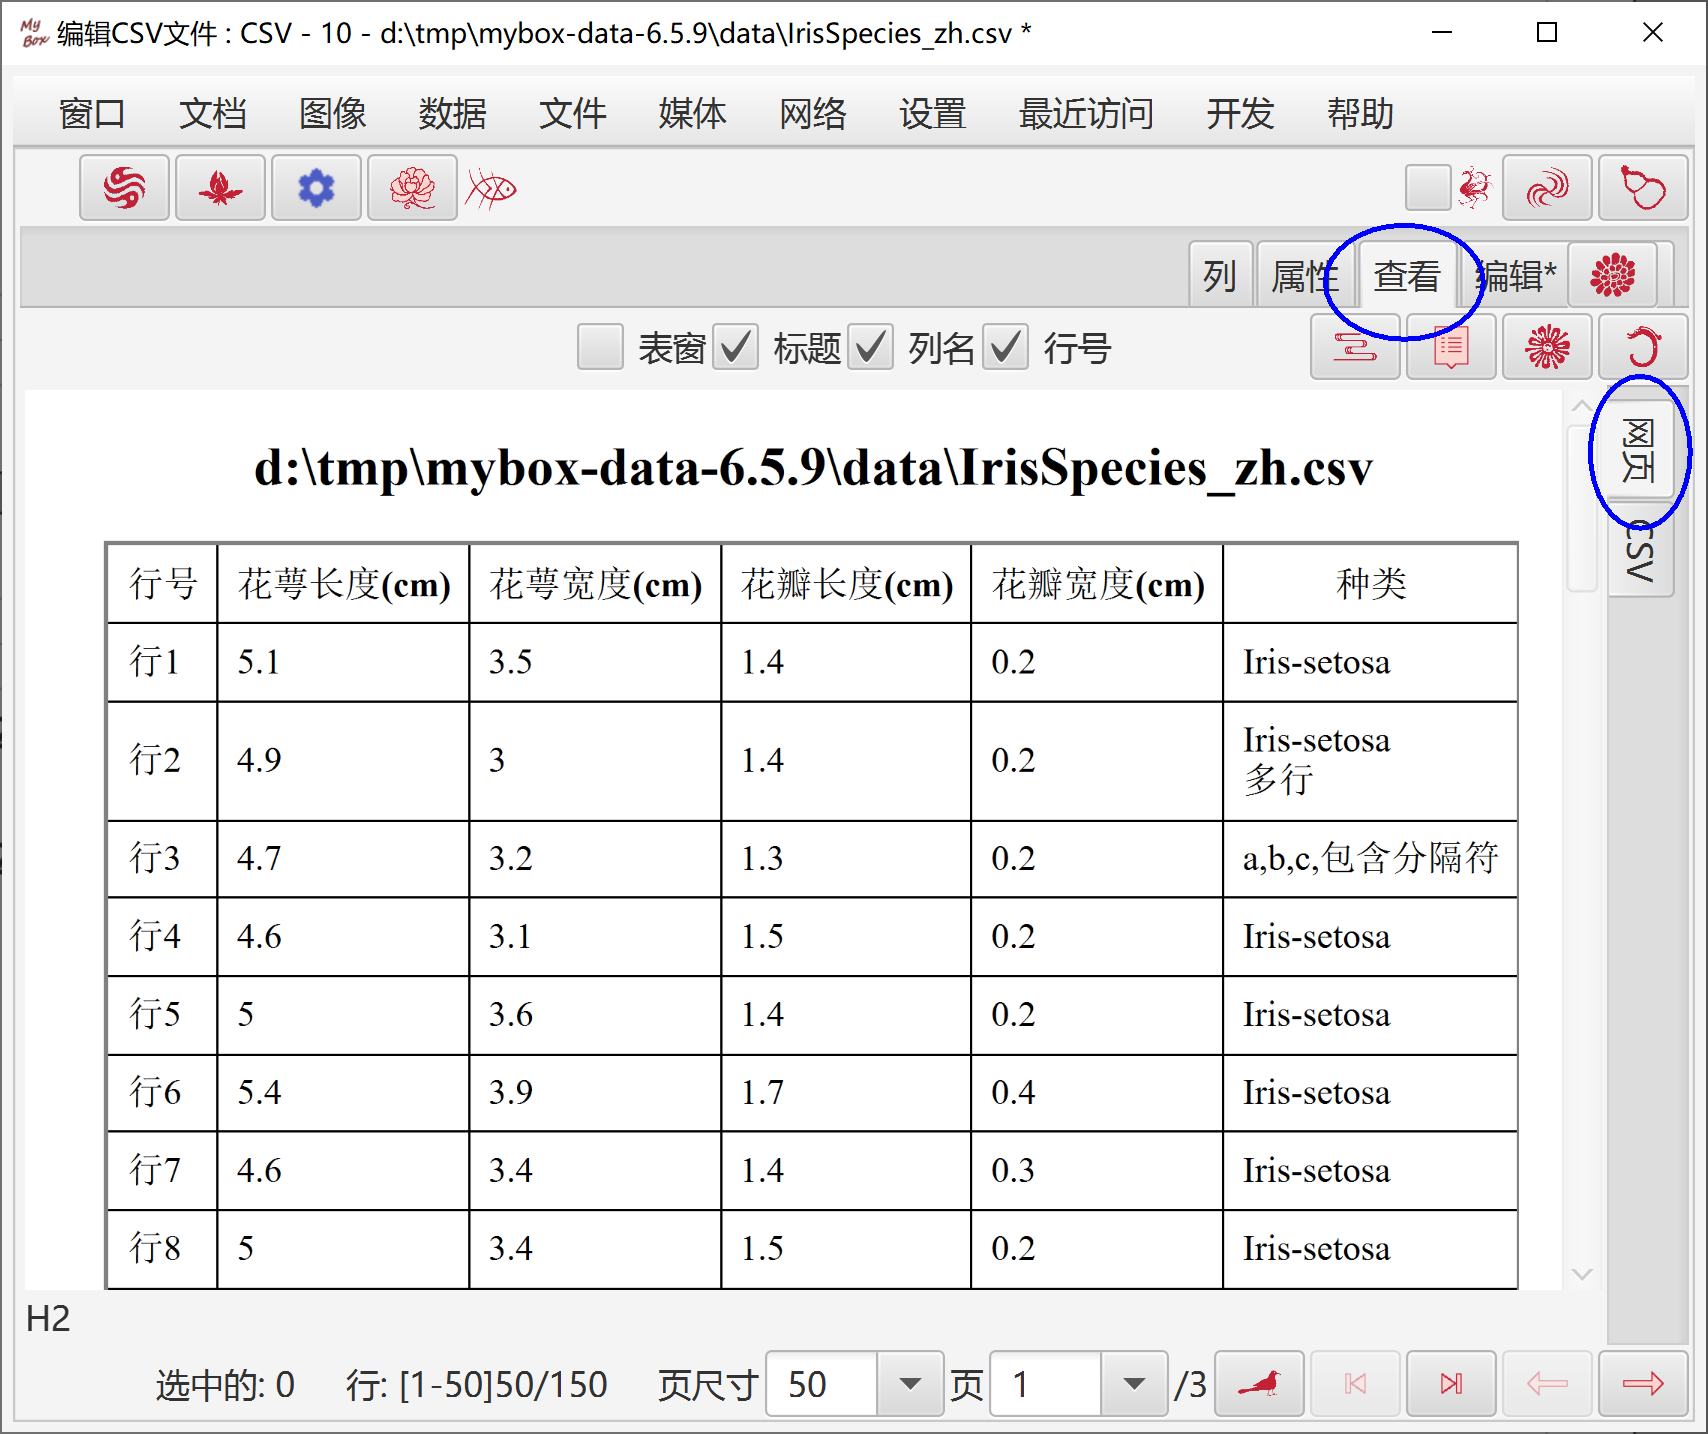 My Box 编辑CSV文件 : CSV - 10 - d:\tmp\mybox-data-6.5.9\data\IrisSpecies_zh.csv *
窗口 文档 图像 数据 文件 媒体 网络 设置 最近访问 开发 帮助
列 属性 查看 编辑*
表窗 标题 列名 行号
网页
CSV
d:\tmp\mybox-data-6.5.9\data\IrisSpecies_zh.csv
行号 花萼长度(cm) 花萼宽度(cm) 花瓣长度(cm) 花瓣宽度(cm) 种类
行1 5.1 3.5 1.4 0.2 Iris-setosa
行2 4.9 3 1.4 0.2 Iris-setosa
多行
行3 4.7 3.2 1.3 0.2 a,b,c,包含分隔符
行4 4.6 3.1 1.5 0.2 Iris-setosa
行5 5 3.6 1.4 0.2 Iris-setosa
行6 5.4 3.9 1.7 0.4 Iris-setosa
行7 4.6 3.4 1.4 0.3 Iris-setosa
行8 5 3.4 1.5 0.2 Iris-setosa
H2
选中的: 0 行: [1-50]50/150 页尺寸 50 页 1 /3